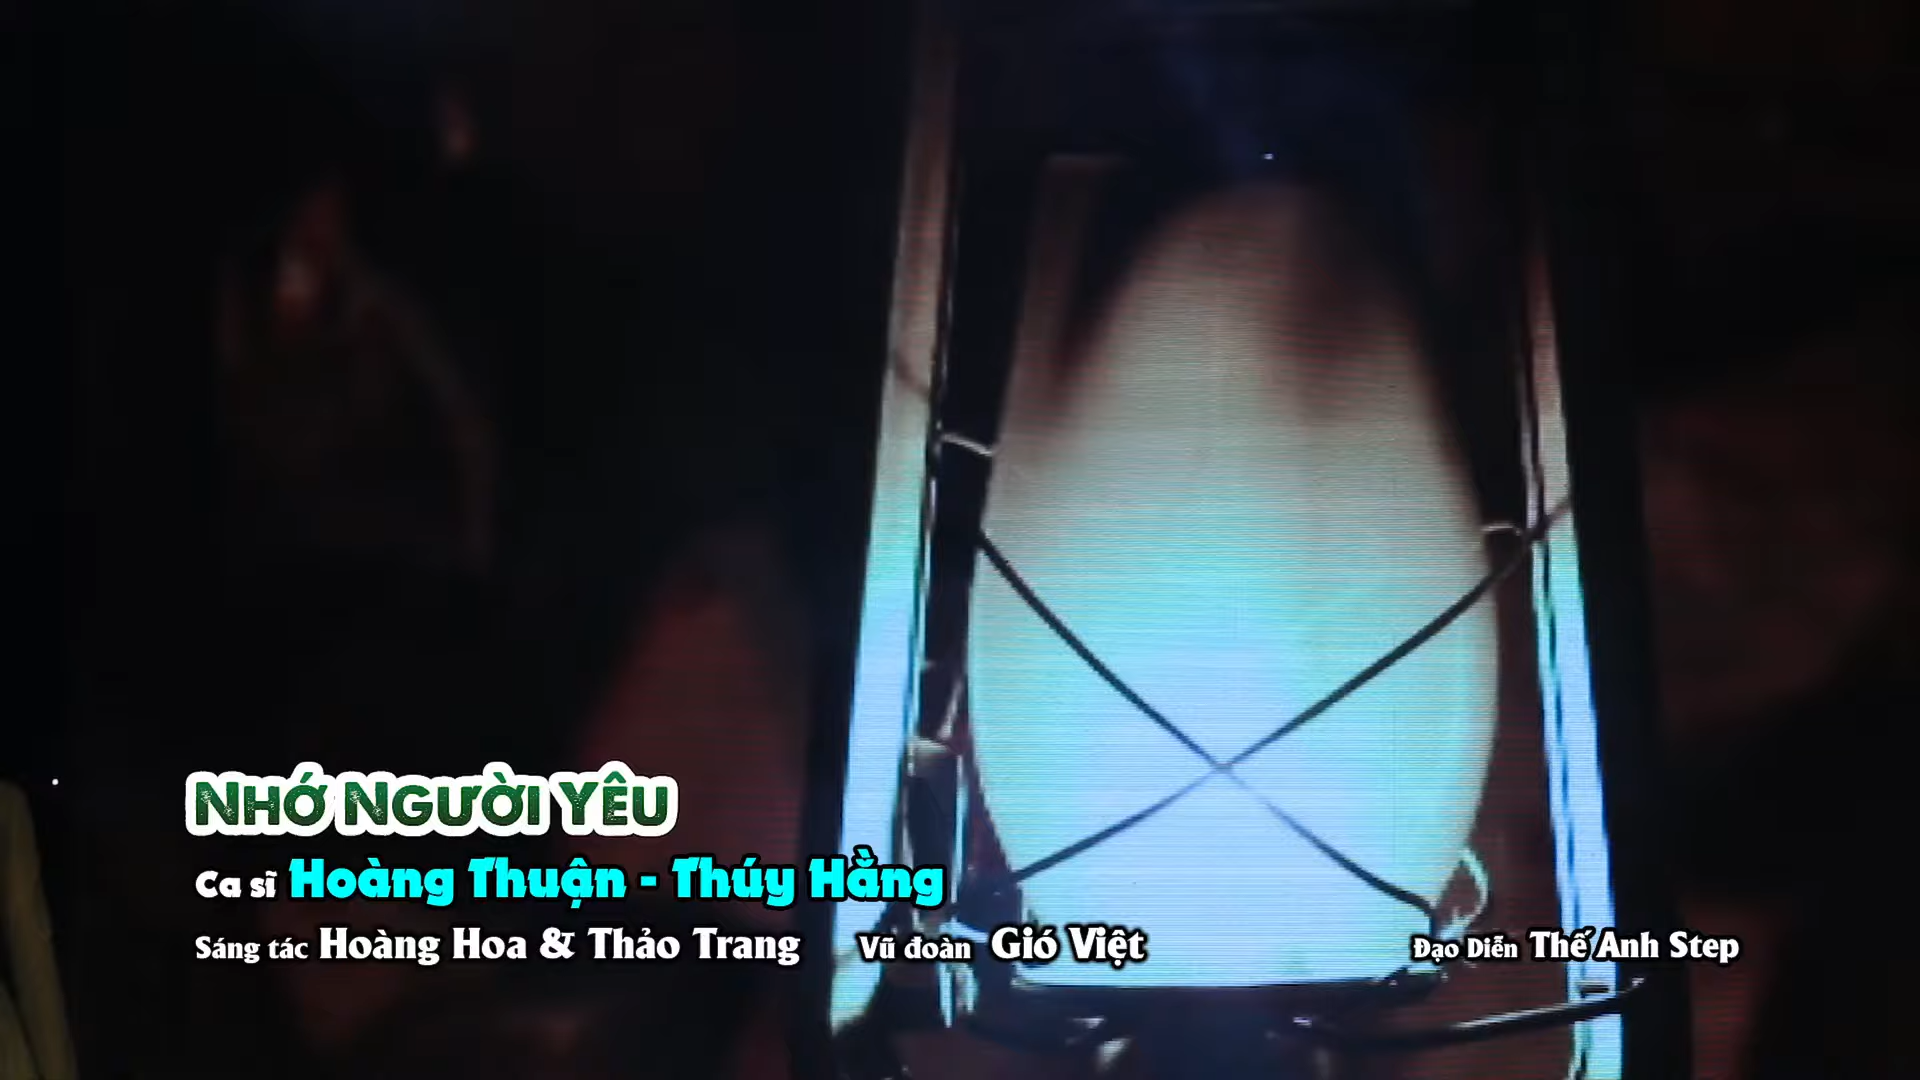 NHỚ NGƯỜI YÊU
Ca sĩ Hoàng Thuận - Thúy Hằng
Sáng tác Hoàng Hoa & Thảo Trang Vũ đoàn Gió Việt Đạo Diễn Thế Anh Step